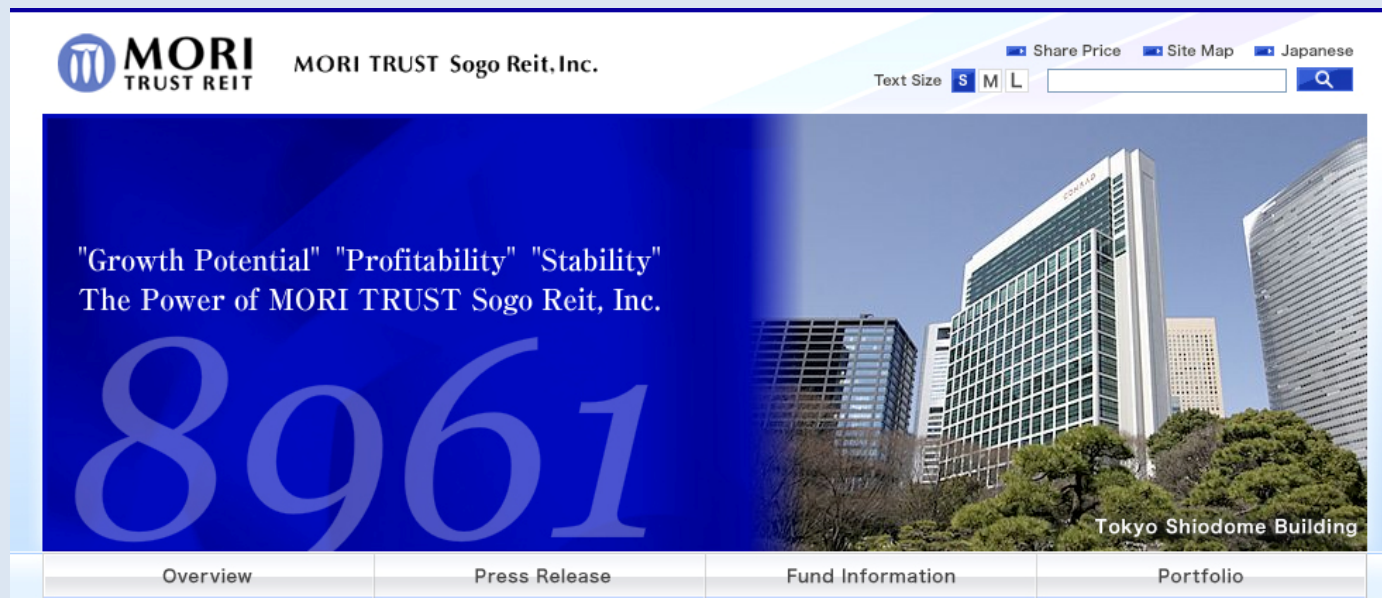 MORI
TRUST REIT
MORI TRUST Sogo Reit, Inc.
Share Price Site Map Japanese
Text Size S M L
"Growth Potential" "Profitability" "Stability"
The Power of MORI TRUST Sogo Reit, Inc.
8961
CONRAD
Tokyo Shiodome Building
Overview Press Release Fund Information Portfolio